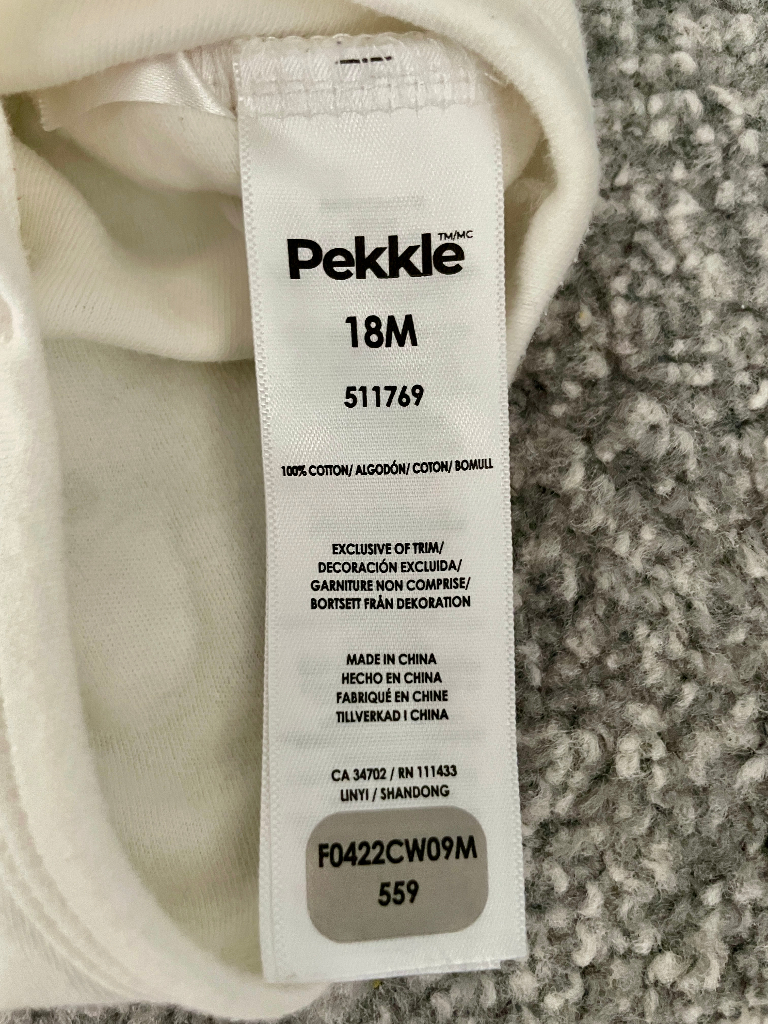 Pekkle™/MC
18M
511769
100% COTTON/ ALGODÓN/ COTON/ BOMULL
EXCLUSIVE OF TRIM/
DECORACIÓN EXCLUIDA/
GARNITURE NON COMPRISE/
BORTSETT FRÅN DEKORATION
MADE IN CHINA
HECHO EN CHINA
FABRIQUÉ EN CHINE
TILLVERKAD I CHINA
CA 34702 / RN 111433
LINYI / SHANDONG
F0422CW09M
559